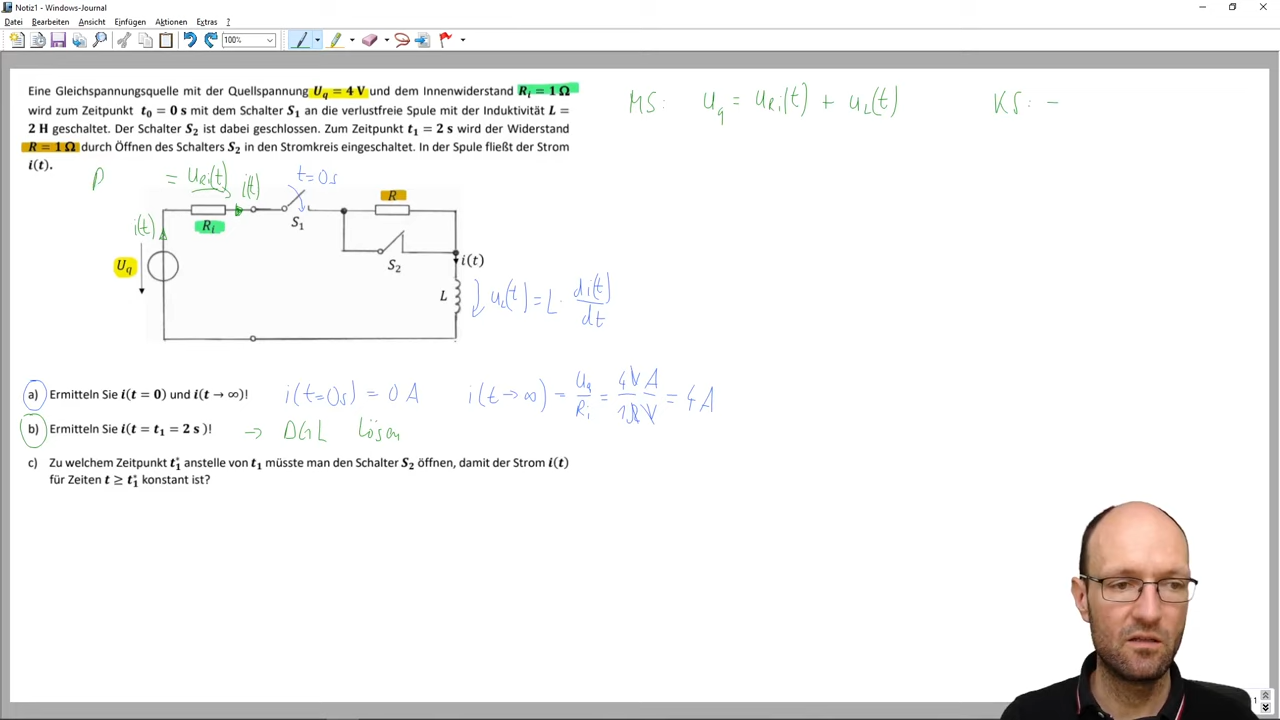 Notiz1 - Windows-Journal
Datei Bearbeiten Ansicht Einfügen Aktionen Extras ?
100%
Eine Gleichspannungsquelle mit der Quellspannung U_q = 4 V und dem Innenwiderstand R_i = 1 Ω
wird zum Zeitpunkt t_0 = 0 s mit dem Schalter S_1 an die verlustfreie Spule mit der Induktivität L =
2 H geschaltet. Der Schalter S_2 ist dabei geschlossen. Zum Zeitpunkt t_1 = 2 s wird der Widerstand
R = 1 Ω durch Öffnen des Schalters S_2 in den Stromkreis eingeschaltet. In der Spule fließt der Strom
i(t).
MS: u_q = u_Ri(t) + u_L(t) KS: -
= u_Ri(t) i(t) t=0s
R
R_i
S_1
i(t)
U_q
S_2
i(t)
L
u_L(t) = L · di(t)/dt
a) Ermitteln Sie i(t = 0) und i(t → ∞)! i(t=0s) = 0 A i(t→∞) = U_q/R_i = 4VA/1ΩV = 4 A
b) Ermitteln Sie i(t = t_1 = 2 s)! → DGL lösen
c) Zu welchem Zeitpunkt t_1^* anstelle von t_1 müsste man den Schalter S_2 öffnen, damit der Strom i(t)
für Zeiten t ≥ t_1^* konstant ist?
1